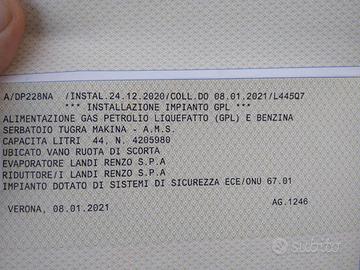 A/DP228NA /INSTAL.24.12.2020/COLL.DO 08.01.2021/L445Q7
*** INSTALLAZIONE IMPIANTO GPL ***
ALIMENTAZIONE GAS PETROLIO LIQUEFATTO (GPL) E BENZINA
SERBATOIO TUGRA MAKINA - A.M.S.
CAPACITA LITRI 44, N. 4205980
UBICATO VANO RUOTA DI SCORTA
EVAPORATORE LANDI RENZO S.P.A
RIDUTTORE/I LANDI RENZO S.P.A
IMPIANTO DOTATO DI SISTEMI DI SICUREZZA ECE/ONU 67.01
VERONA, 08.01.2021
AG.1246
subito